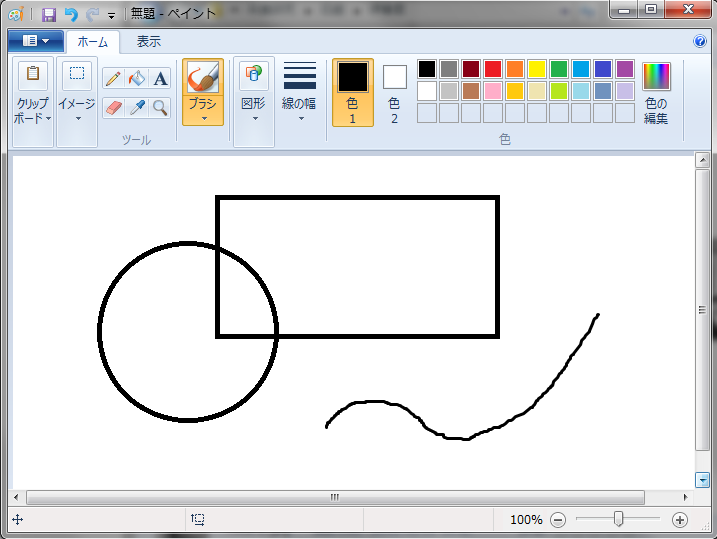 無題 - ペイント
ホーム
表示
クリップ
ボード
イメージ
ツール
ブラシ
図形
線の幅
色
1
色
2
色の
編集
色
100%